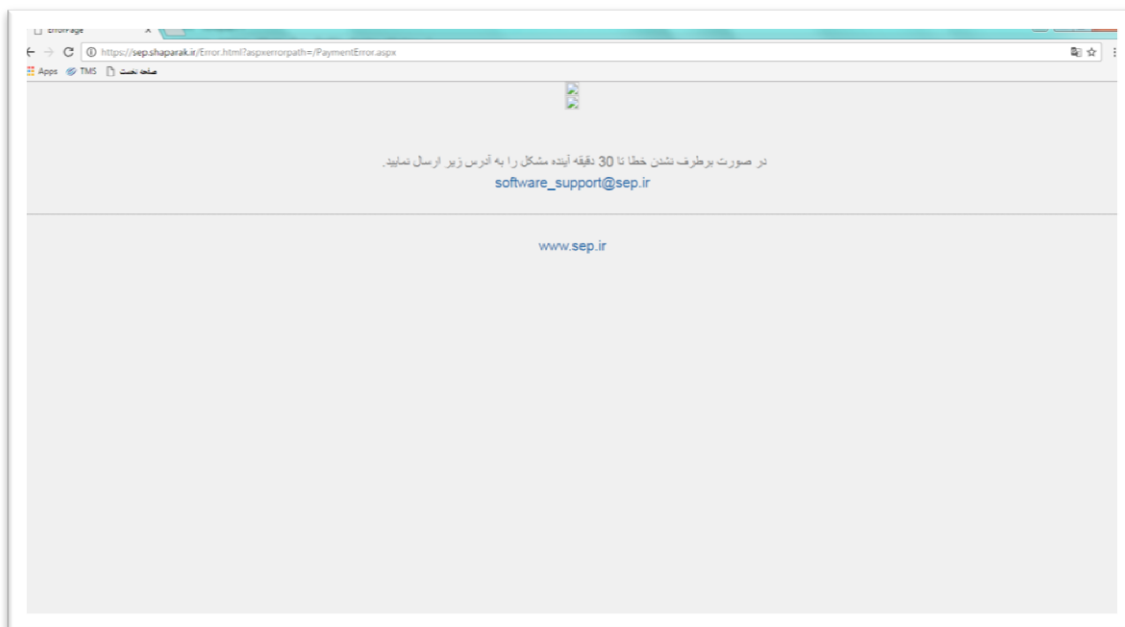 ErrorPage
https://sep.shaparak.ir/Error.html?aspxerrorpath=/PaymentError.aspx
Apps TMS صفحه نخست
در صورت برطرف نشدن خطا تا 30 دقیقه آینده مشکل را به آدرس زیر ارسال نمایید.
software_support@sep.ir
www.sep.ir